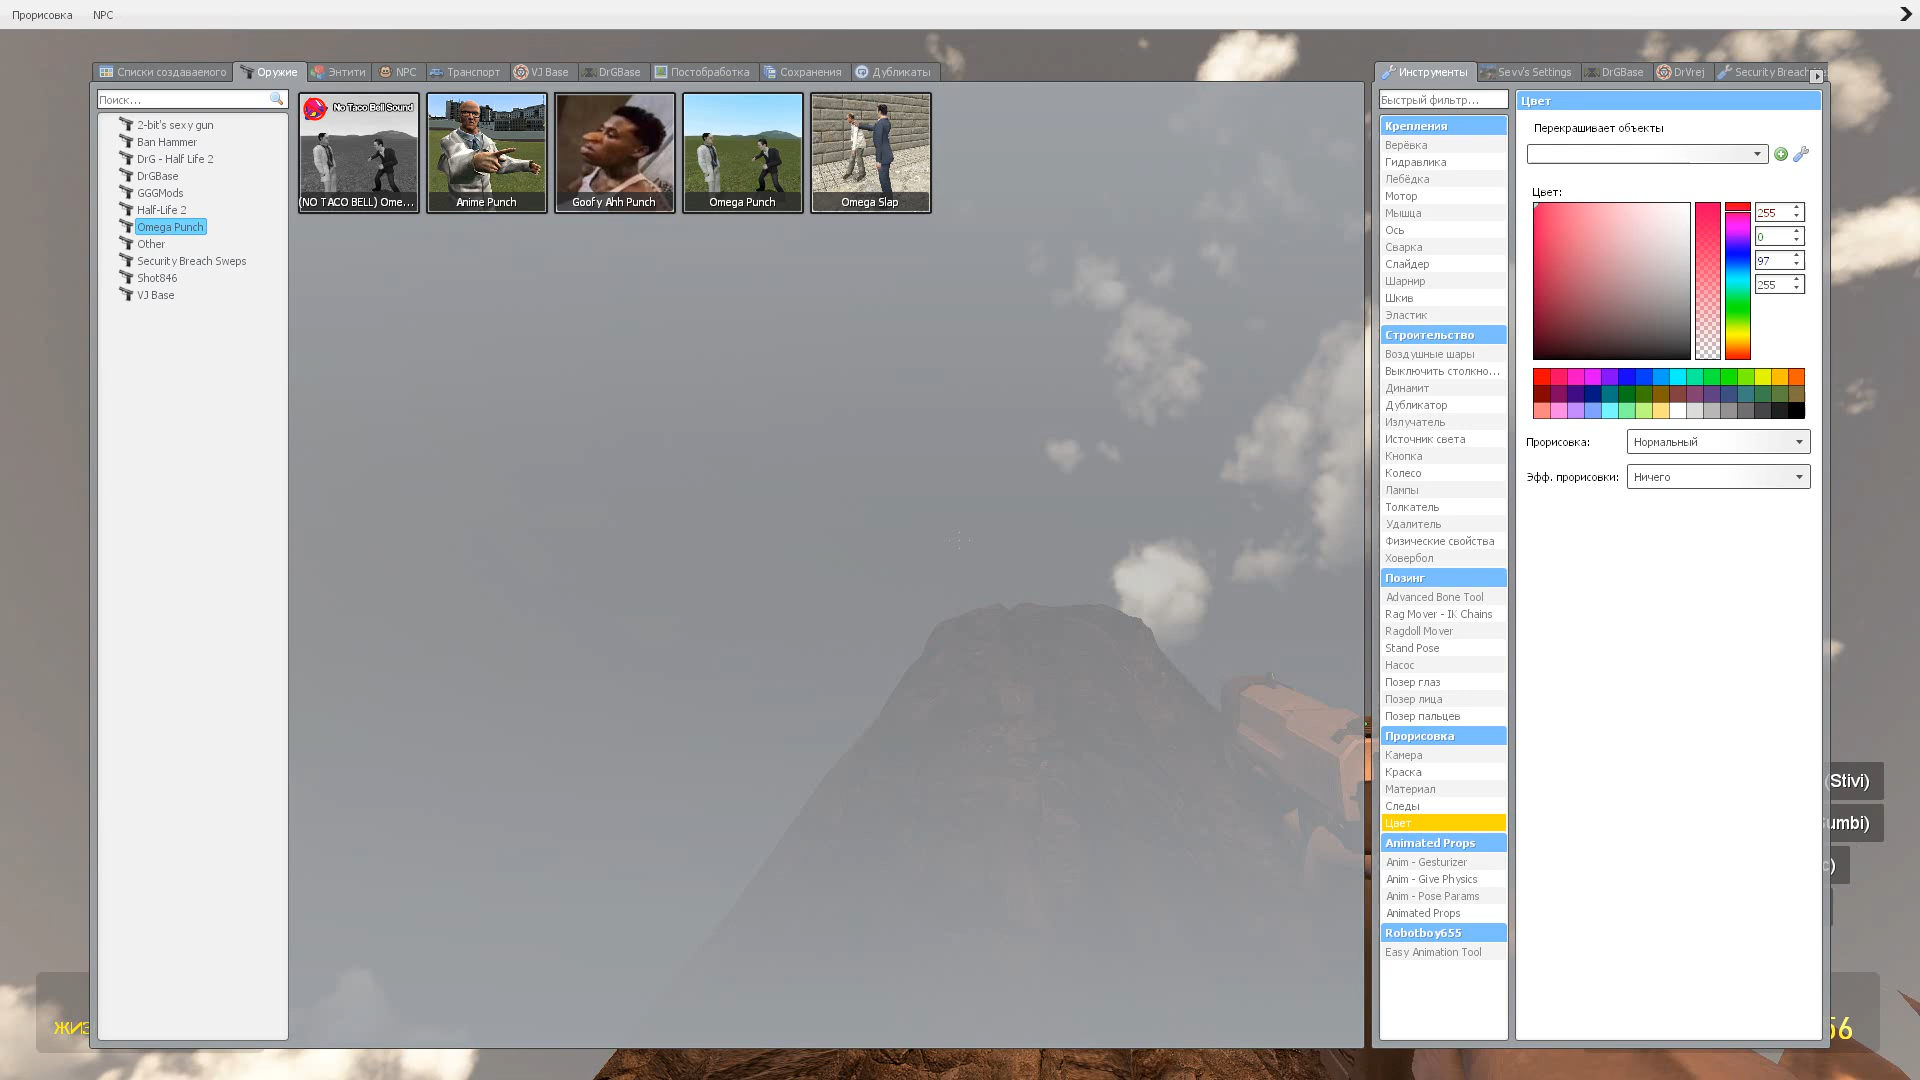 Прорисовка NPC
Списки создаваемого Оружие Энтити NPC Транспорт VJ Base DrGBase Постобработка Сохранения Дубликаты
Инструменты Sevv's Settings DrGBase DrVrej Security Breach
Поиск...
2-bit's sexy gun
Ban Hammer
DrG - Half Life 2
DrGBase
GGGMods
Half-Life 2
Omega Punch
Other
Security Breach Sweps
Shot846
VJ Base
No Taco Bell Sound
(NO TACO BELL) Ome...
Anime Punch
Goofy Ahh Punch
Omega Punch
Omega Slap
Быстрый фильтр...
Крепления
Верёвка
Гидравлика
Лебёдка
Мотор
Мышца
Ось
Сварка
Слайдер
Шарнир
Шкив
Эластик
Строительство
Воздушные шары
Выключить столкно...
Динамит
Дубликатор
Излучатель
Источник света
Кнопка
Колесо
Лампы
Толкатель
Удалитель
Физические свойства
Ховербол
Позинг
Advanced Bone Tool
Rag Mover - IK Chains
Ragdoll Mover
Stand Pose
Насос
Позер глаз
Позер лица
Позер пальцев
Прорисовка
Камера
Краска
Материал
Следы
Цвет
Animated Props
Anim - Gesturizer
Anim - Give Physics
Anim - Pose Params
Animated Props
Robotboy655
Easy Animation Tool
Цвет
Перекрашивает объекты
Цвет:
255
0
97
255
Прорисовка: Нормальный
Эфф. прорисовки: Ничего
(Stivi)
umbi)
c)
ЖИЗ
56